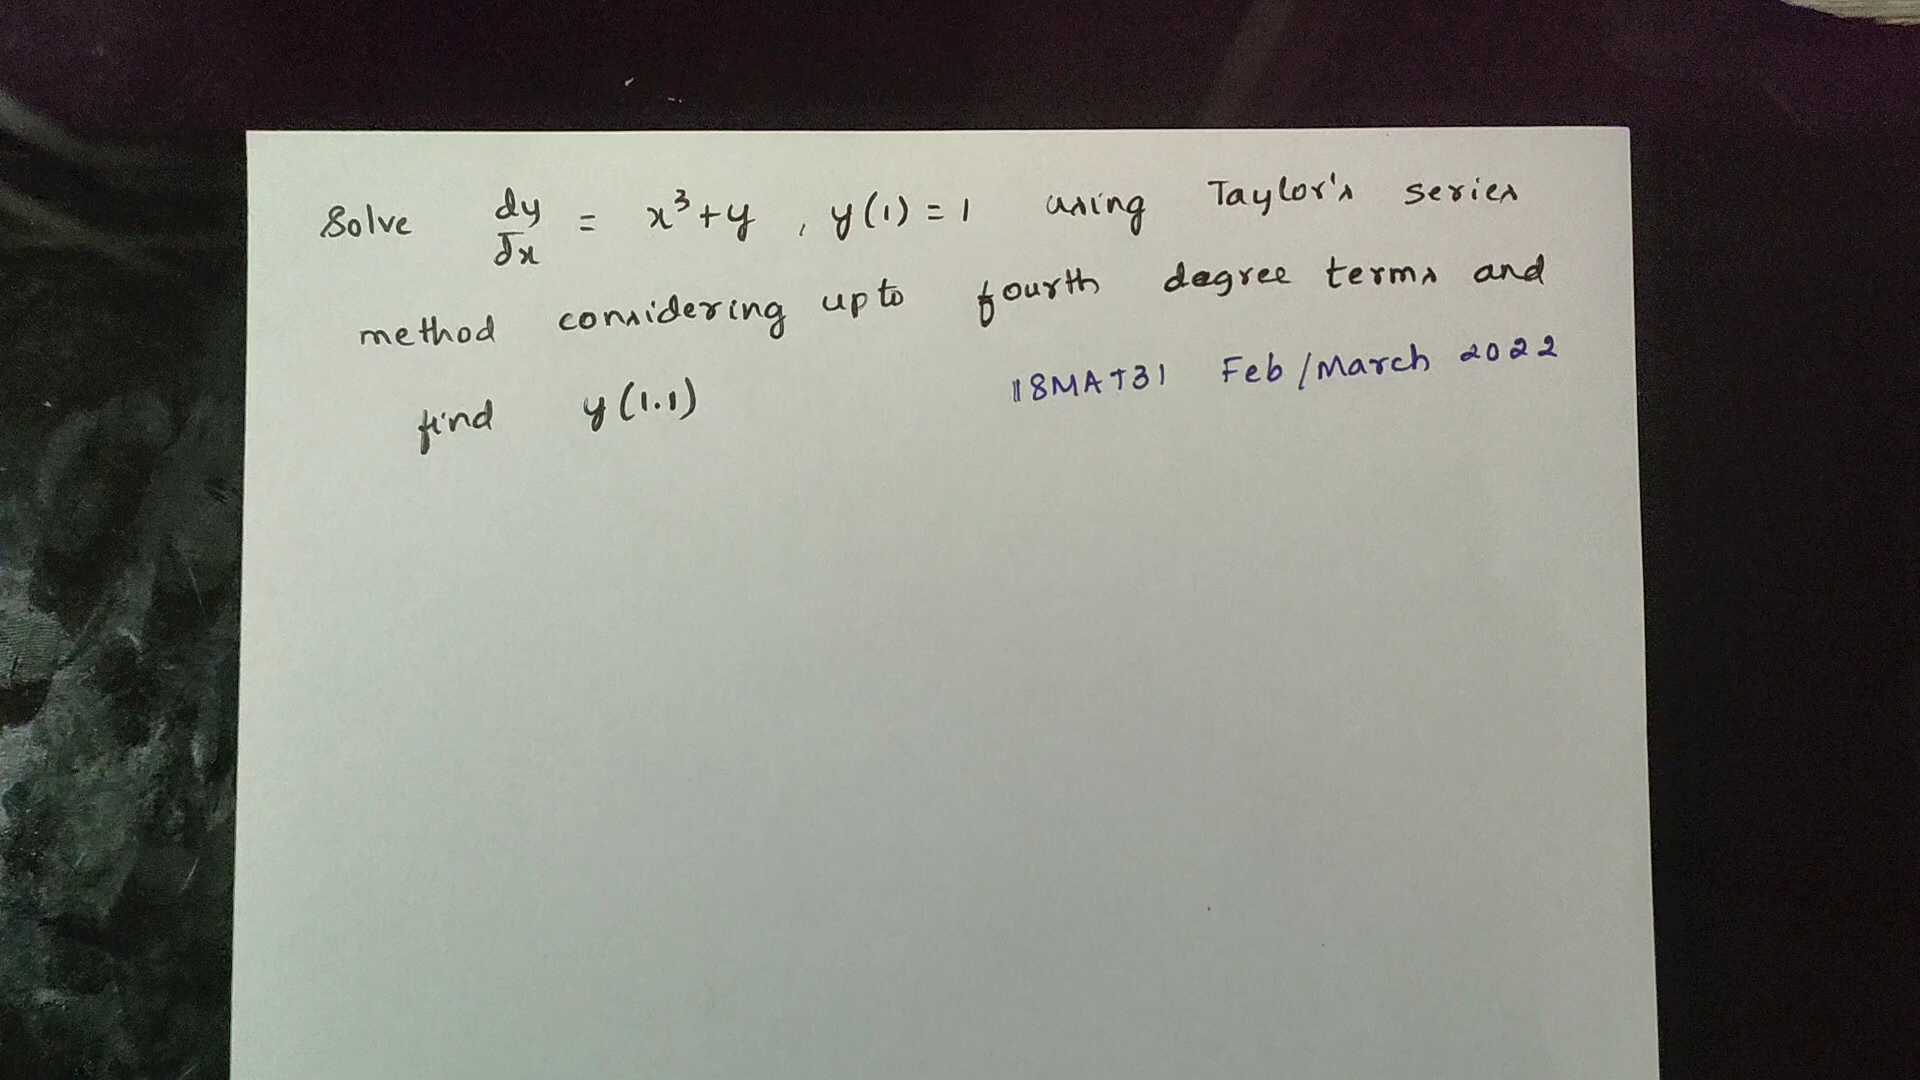 Solve dy/dx = x³+y , y(1) = 1 using Taylor's series
method considering upto fourth degree terms and
find y(1.1) 18MAT31 Feb/March 2022